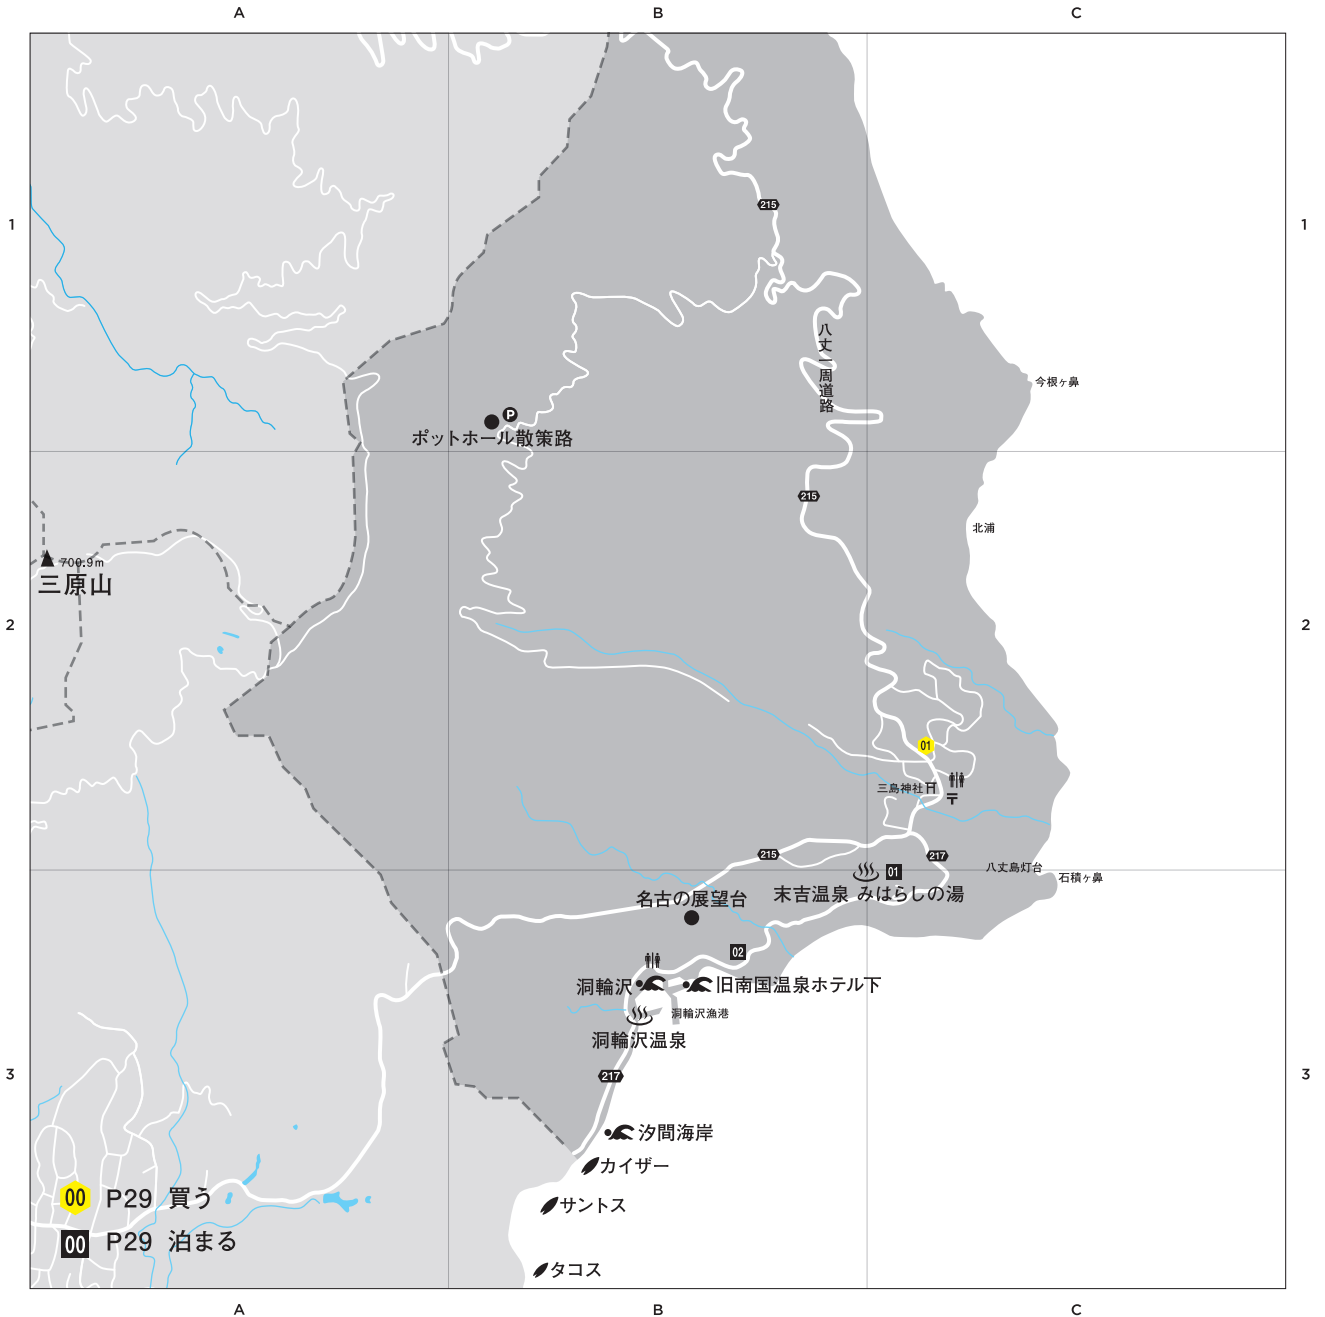 A
B
C
1
1
215
八丈一周道路
今根ヶ鼻
P
ポットホール散策路
215
北浦
700.9m
三原山
2
2
01
三島神社
〒
215
217
八丈島灯台
01
石積ヶ鼻
末吉温泉 みはらしの湯
名古の展望台
02
洞輪沢
旧南国温泉ホテル下
洞輪沢漁港
洞輪沢温泉
3
3
217
汐間海岸
カイザー
00 P29 買う
サントス
00 P29 泊まる
タコス
A
B
C